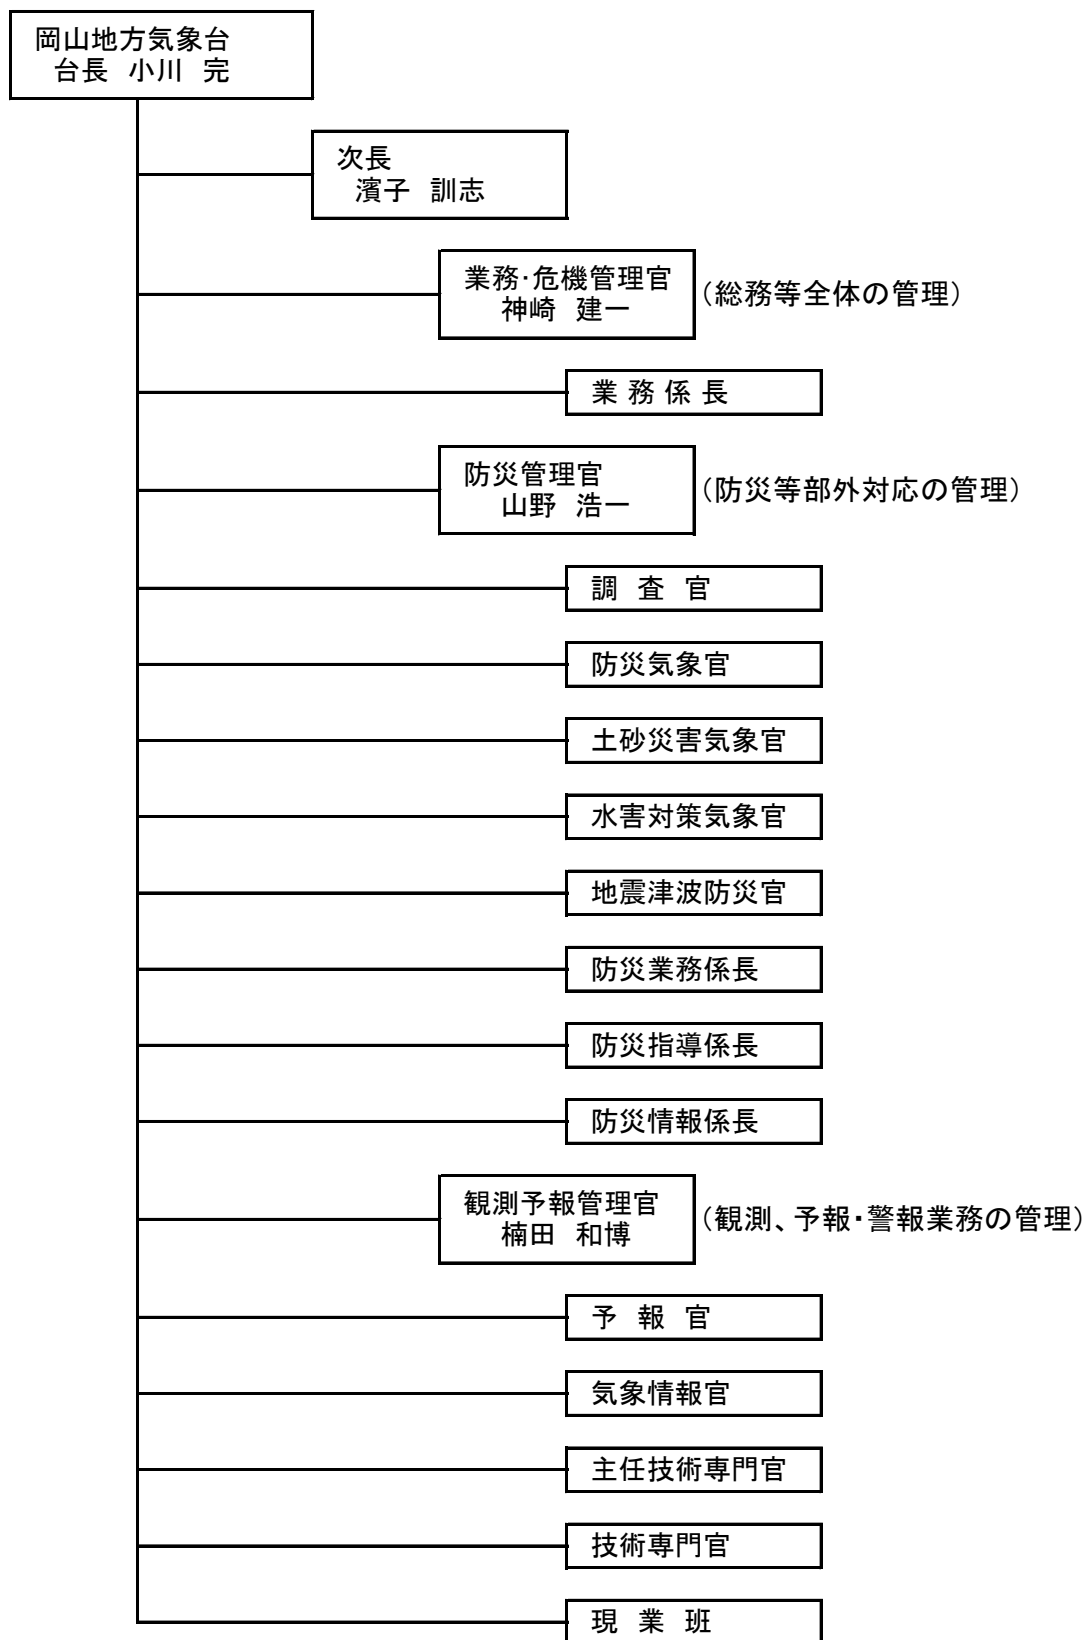 岡山地方気象台
台長 小川 完
次長
濱子 訓志
業務・危機管理官
神崎 建一
(総務等全体の管理)
業 務 係 長
防災管理官
山野 浩一
(防災等部外対応の管理)
調 査 官
防災気象官
土砂災害気象官
水害対策気象官
地震津波防災官
防災業務係長
防災指導係長
防災情報係長
観測予報管理官
楠田 和博
(観測、予報・警報業務の管理)
予 報 官
気象情報官
主任技術専門官
技術専門官
現 業 班